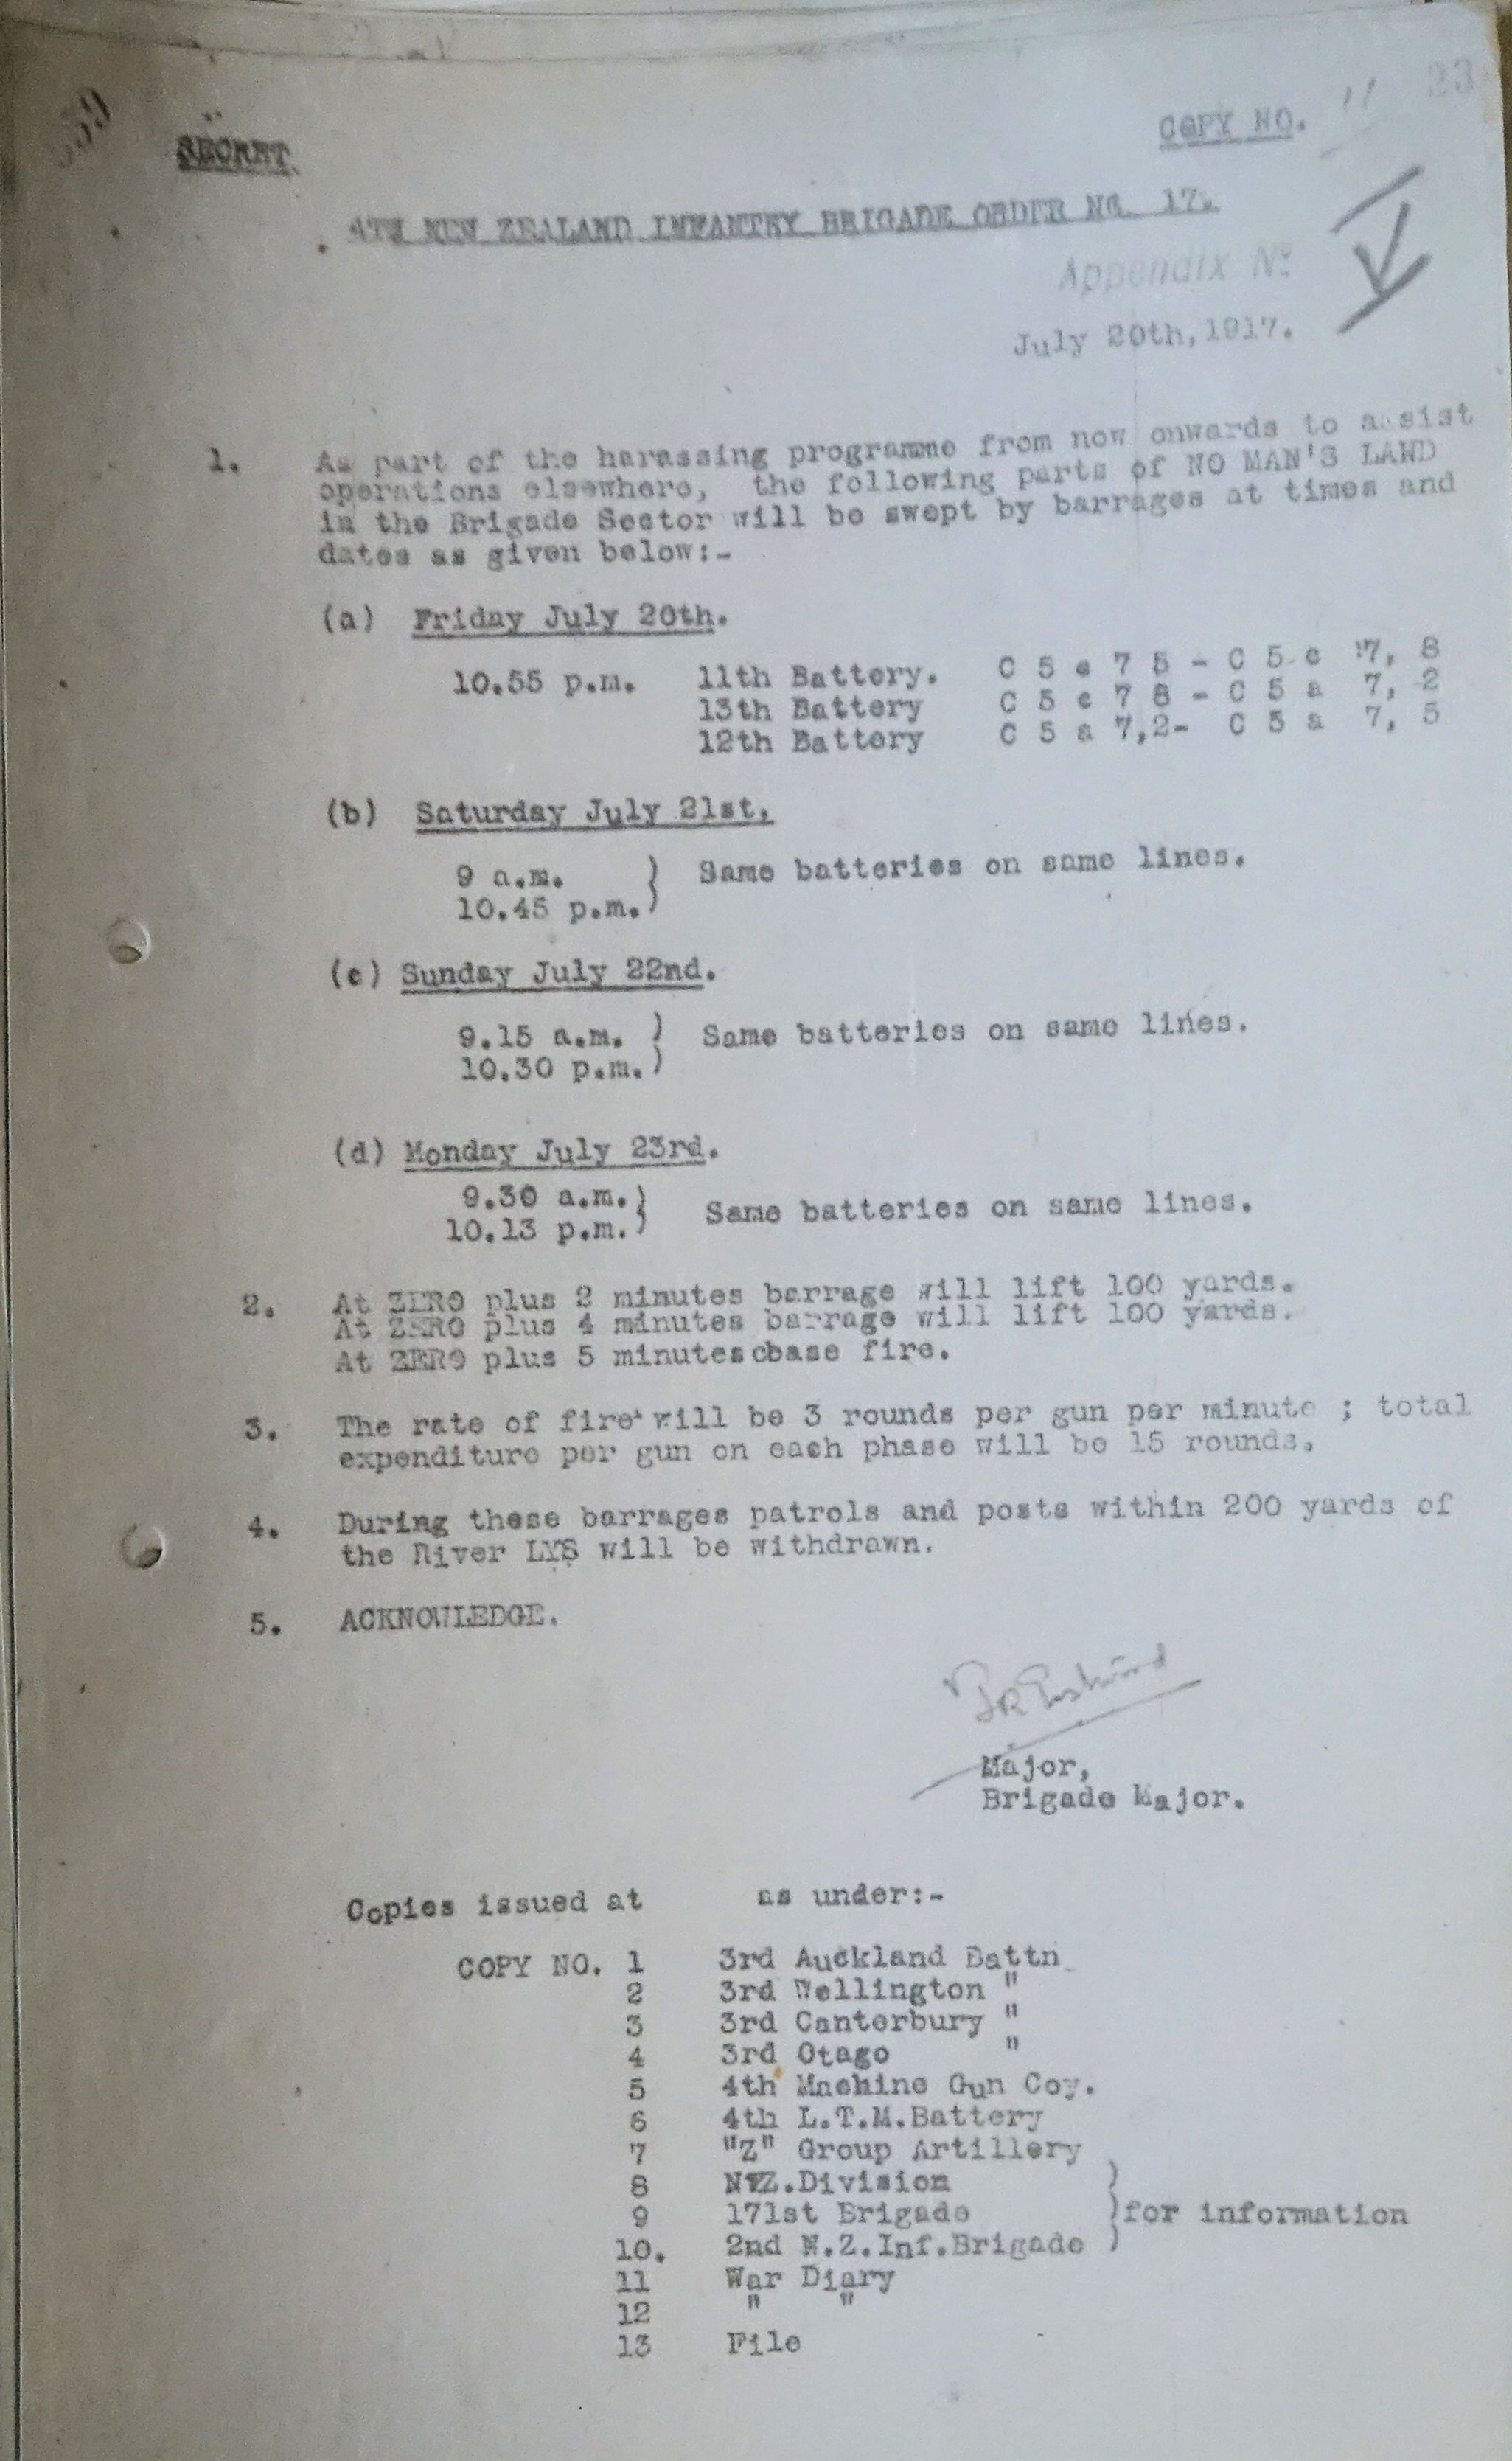 SECRET
COPY NO. 11
23
4TH NEW ZEALAND INFANTRY BRIGADE ORDER NO. 17.
Appendix No V
July 20th, 1917.
1. As part of the harassing programme from now onwards to assist
operations elsewhere, the following parts of NO MAN'S LAND
in the Brigade Sector will be swept by barrages at times and
dates as given below:-
(a) Friday July 20th.
10.55 p.m. 11th Battery. C 5 c 7 5 - C 5 c 7, 8
13th Battery C 5 c 7 8 - C 5 a 7, 2
12th Battery C 5 a 7,2- C 5 a 7, 5
(b) Saturday July 21st,
9 a.m. ) Same batteries on same lines.
10.45 p.m.)
(c) Sunday July 22nd.
9.15 a.m. ) Same batteries on same lines.
10.30 p.m.)
(d) Monday July 23rd.
9.30 a.m.) Same batteries on same lines.
10.13 p.m.)
2. At ZERO plus 2 minutes barrage will lift 100 yards.
At ZERO plus 4 minutes barrage will lift 100 yards.
At ZERO plus 5 minutescbase fire.
3. The rate of fire will be 3 rounds per gun per minute ; total
expenditure per gun on each phase will be 15 rounds.
4. During these barrages patrols and posts within 200 yards of
the River LYS will be withdrawn.
5. ACKNOWLEDGE.
Major,
Brigade Major.
Copies issued at as under:-
COPY NO. 1 3rd Auckland Battn
2 3rd Wellington "
3 3rd Canterbury "
4 3rd Otago "
5 4th Machine Gun Coy.
6 4th L.T.M.Battery
7 "Z" Group Artillery
8 N.Z.Division )
9 171st Brigade )for information
10. 2nd N.Z.Inf.Brigade )
11 War Diary
12 " "
13 File